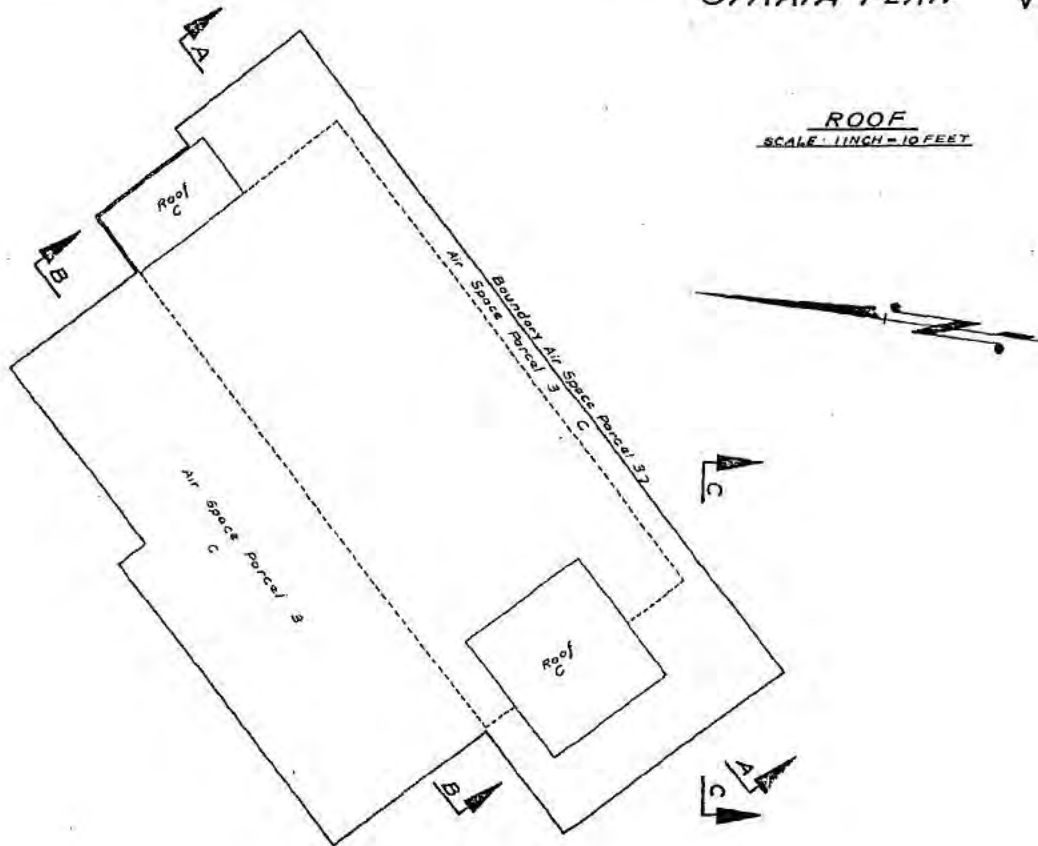 STRATA PLAN
ROOF
SCALE: 1 INCH = 10 FEET
A
Roof
C
B
Boundary Air Space Parcel 3
Air Space Parcel 3
C
C
Air Space Parcel 3
C
Roof
C
A
B
C